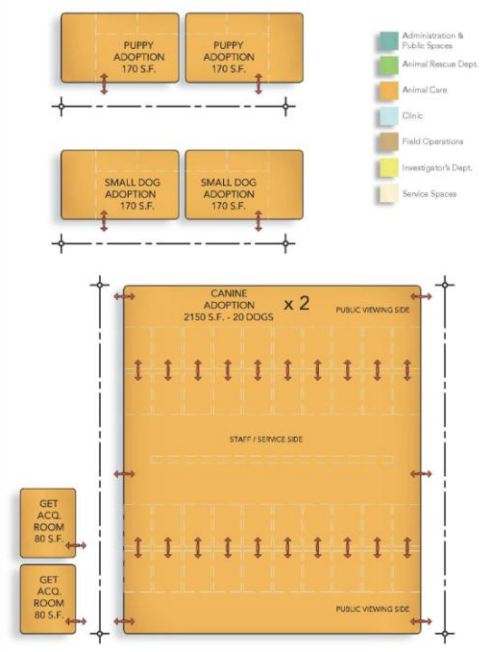 PUPPY
ADOPTION
170 S.F.
PUPPY
ADOPTION
170 S.F.
Administration &
Public Spaces
Animal Rescue Dept.
Animal Care
Clinic
Field Operations
Investigator's Dept.
Service Spaces
SMALL DOG
ADOPTION
170 S.F.
SMALL DOG
ADOPTION
170 S.F.
CANINE
ADOPTION
2150 S.F. - 20 DOGS
x 2
PUBLIC VIEWING SIDE
STAFF / SERVICE SIDE
GET
ACQ.
ROOM
80 S.F.
GET
ACQ.
ROOM
80 S.F.
PUBLIC VIEWING SIDE